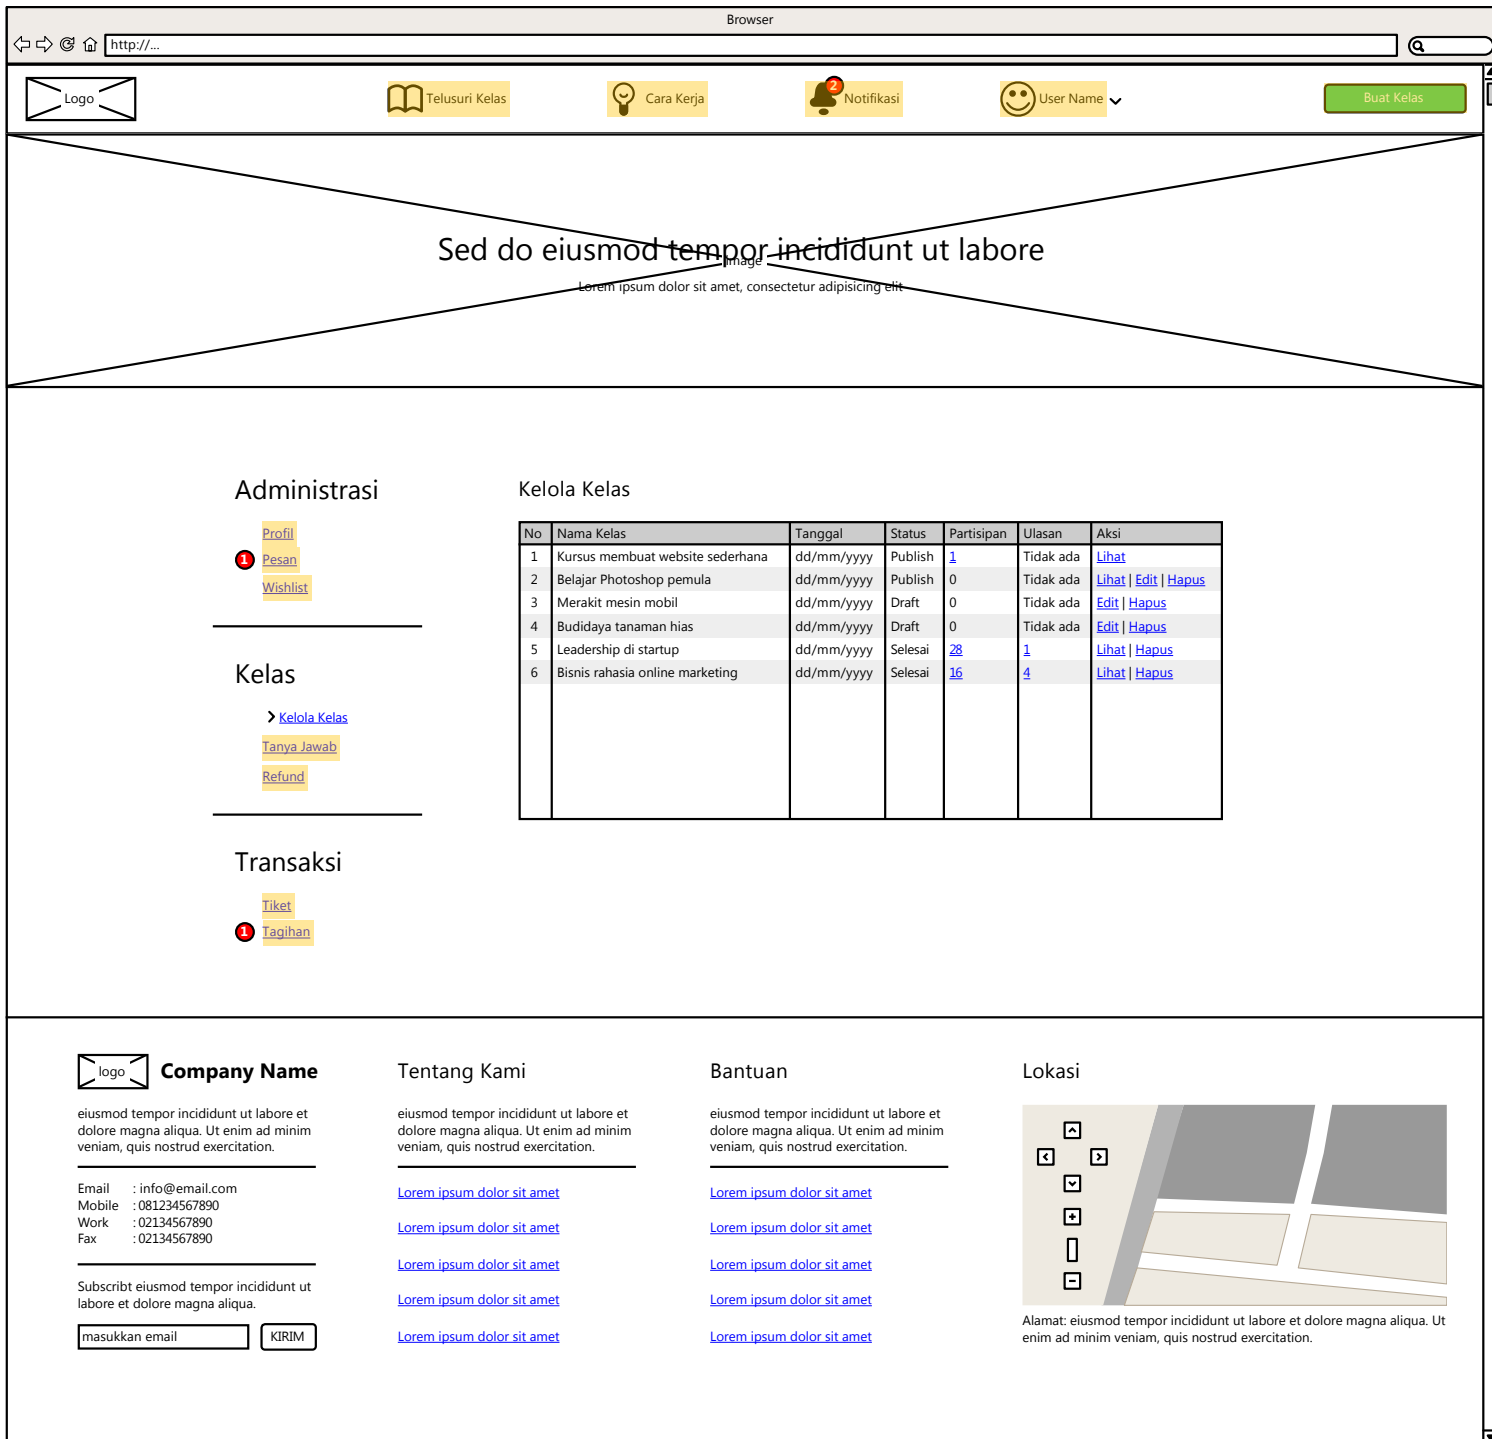 Browser
http://...
Logo
Telusuri Kelas
Cara Kerja
2
Notifikasi
User Name
Buat Kelas
Sed do eiusmod tempor incididunt ut labore
Image
Lorem ipsum dolor sit amet, consectetur adipisicing elit
Administrasi
Profil
1 Pesan
Wishlist
Kelas
Kelola Kelas
Tanya Jawab
Refund
Transaksi
Tiket
1 Tagihan
Kelola Kelas
No Nama Kelas Tanggal Status Partisipan Ulasan Aksi
1 Kursus membuat website sederhana dd/mm/yyyy Publish 1 Tidak ada Lihat
2 Belajar Photoshop pemula dd/mm/yyyy Publish 0 Tidak ada Lihat | Edit | Hapus
3 Merakit mesin mobil dd/mm/yyyy Draft 0 Tidak ada Edit | Hapus
4 Budidaya tanaman hias dd/mm/yyyy Draft 0 Tidak ada Edit | Hapus
5 Leadership di startup dd/mm/yyyy Selesai 28 1 Lihat | Hapus
6 Bisnis rahasia online marketing dd/mm/yyyy Selesai 16 4 Lihat | Hapus
logo
Company Name
eiusmod tempor incididunt ut labore et
dolore magna aliqua. Ut enim ad minim
veniam, quis nostrud exercitation.
Email : info@email.com
Mobile : 081234567890
Work : 02134567890
Fax : 02134567890
Subscribt eiusmod tempor incididunt ut
labore et dolore magna aliqua.
masukkan email
KIRIM
Tentang Kami
eiusmod tempor incididunt ut labore et
dolore magna aliqua. Ut enim ad minim
veniam, quis nostrud exercitation.
Lorem ipsum dolor sit amet
Lorem ipsum dolor sit amet
Lorem ipsum dolor sit amet
Lorem ipsum dolor sit amet
Lorem ipsum dolor sit amet
Bantuan
eiusmod tempor incididunt ut labore et
dolore magna aliqua. Ut enim ad minim
veniam, quis nostrud exercitation.
Lorem ipsum dolor sit amet
Lorem ipsum dolor sit amet
Lorem ipsum dolor sit amet
Lorem ipsum dolor sit amet
Lorem ipsum dolor sit amet
Lokasi
Alamat: eiusmod tempor incididunt ut labore et dolore magna aliqua. Ut
enim ad minim veniam, quis nostrud exercitation.